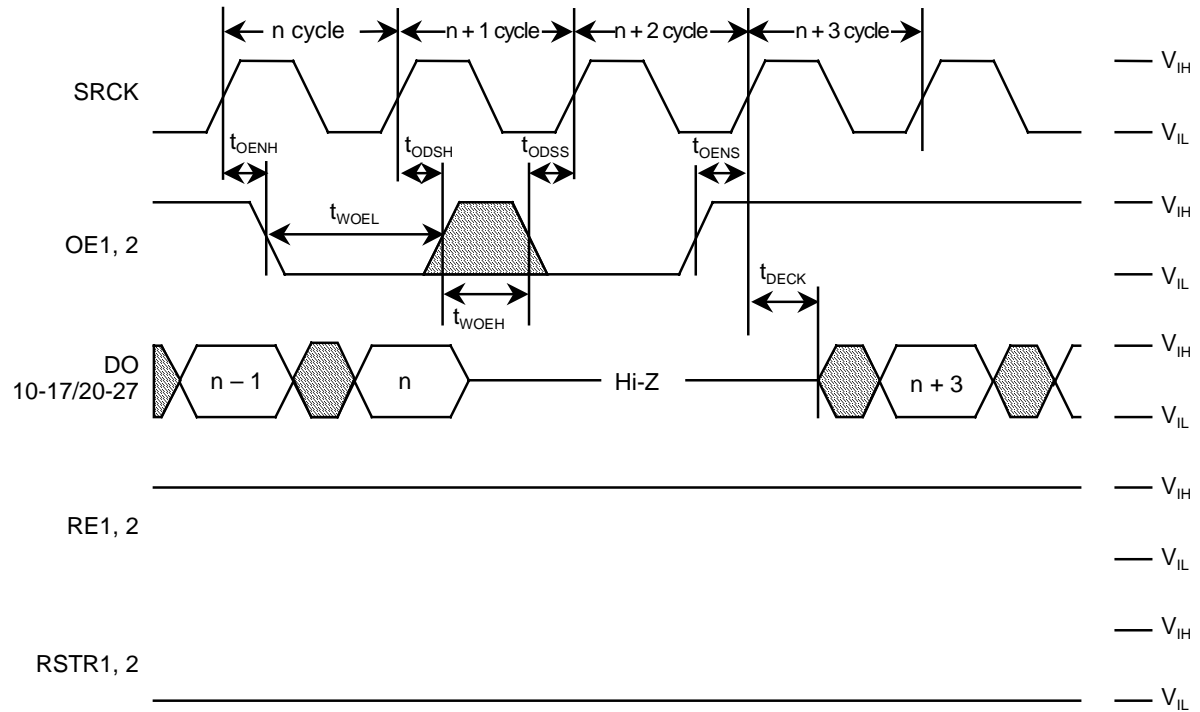 n cycle n + 1 cycle n + 2 cycle n + 3 cycle
SRCK
V_IH
V_IL
t_OENH t_ODSH t_ODSS t_OENS
OE1, 2
t_WOEL
t_WOEH
t_DECK
V_IH
V_IL
DO
10-17/20-27
n – 1 n Hi-Z n + 3
V_IH
V_IL
RE1, 2
V_IH
V_IL
RSTR1, 2
V_IH
V_IL